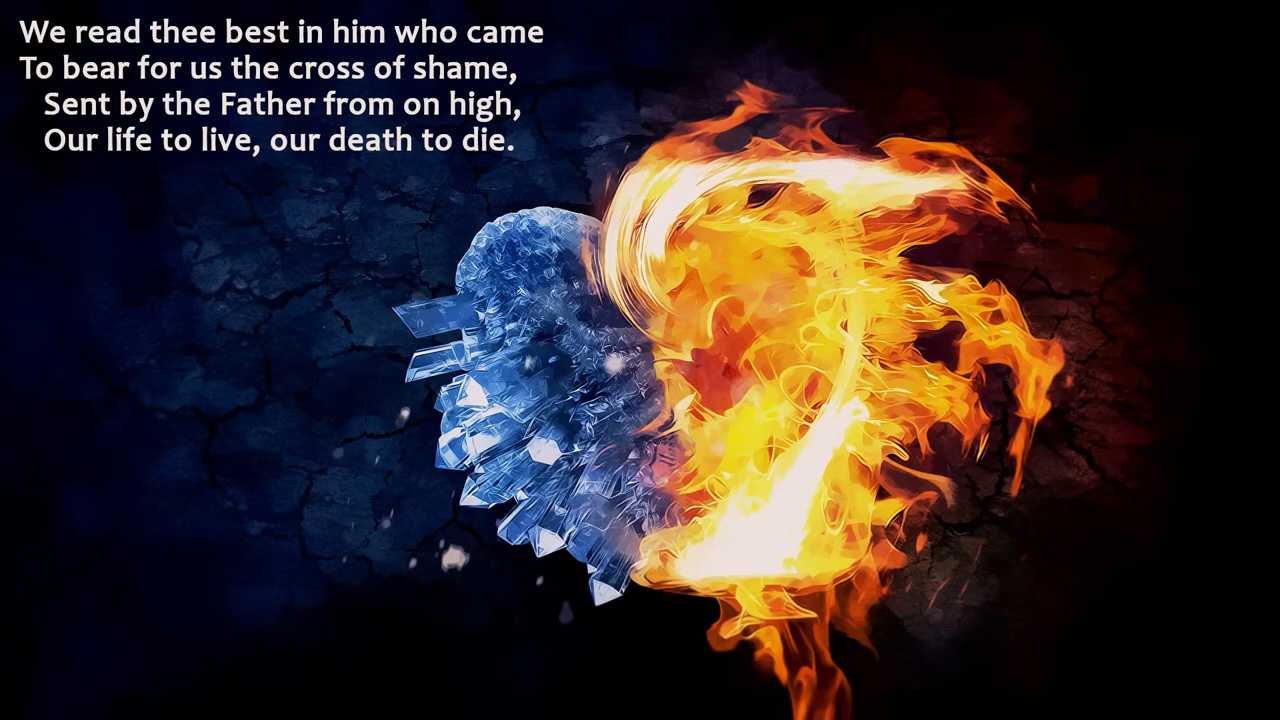 We read thee best in him who came
To bear for us the cross of shame,
Sent by the Father from on high,
Our life to live, our death to die.